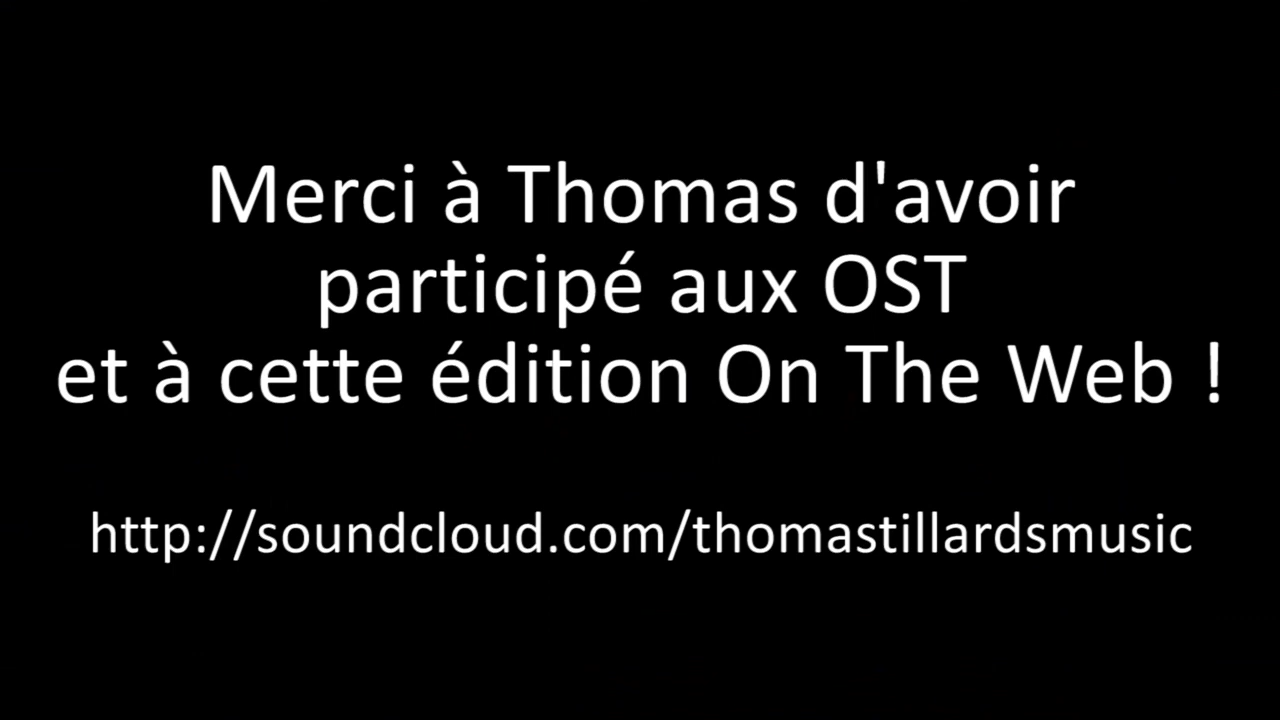 Merci à Thomas d'avoir
participé aux OST
et à cette édition On The Web !
http://soundcloud.com/thomastillardsmusic